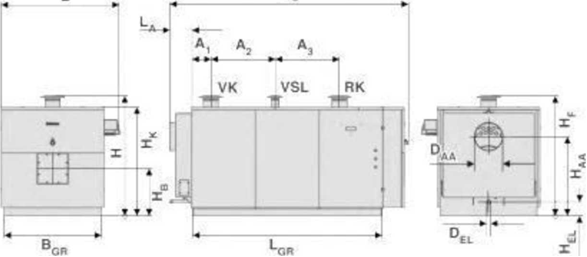 L_A
A_1 A_2 A_3
VK VSL RK
H H_K H_B
D_AA
H_F
H_AA
B_GR
L_GR
D_EL
H_EL